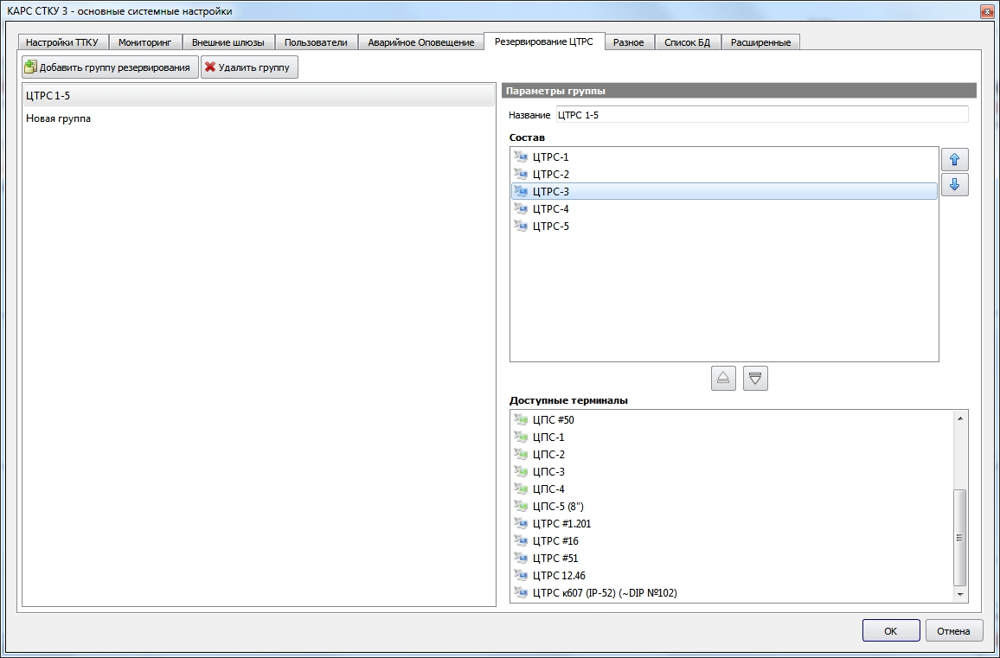 КАРС СТКУ 3 - основные системные настройки
Настройки ТТКУ Мониторинг Внешние шлюзы Пользователи Аварийное Оповещение Резервирование ЦТРС Разное Список БД Расширенные
Добавить группу резервирования Удалить группу
ЦТРС 1-5
Новая группа
Параметры группы
Название ЦТРС 1-5
Состав
ЦТРС-1
ЦТРС-2
ЦТРС-3
ЦТРС-4
ЦТРС-5
Доступные терминалы
ЦПС #50
ЦПС-1
ЦПС-2
ЦПС-3
ЦПС-4
ЦПС-5 (8")
ЦТРС #1.201
ЦТРС #16
ЦТРС #51
ЦТРС 12.46
ЦТРС к607 (IP-52) (~DIP №102)
OK Отмена